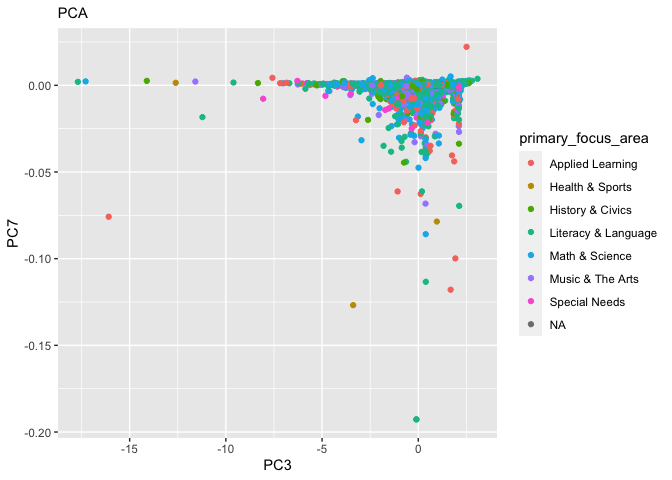 PCA
0.00
-0.05
-0.10
-0.15
-0.20
PC7
-15
-10
-5
0
PC3
primary_focus_area
Applied Learning
Health & Sports
History & Civics
Literacy & Language
Math & Science
Music & The Arts
Special Needs
NA